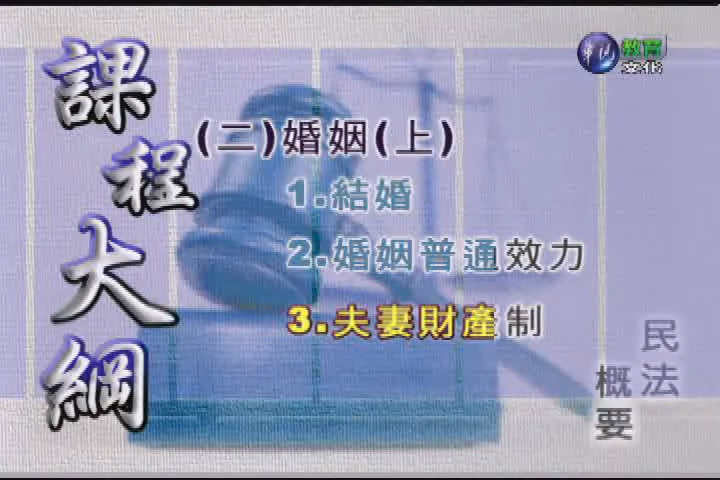 課程大綱
華視
教育
文化
(二)婚姻(上)
1.結婚
2.婚姻普通效力
3.夫妻財產制
民法
概要